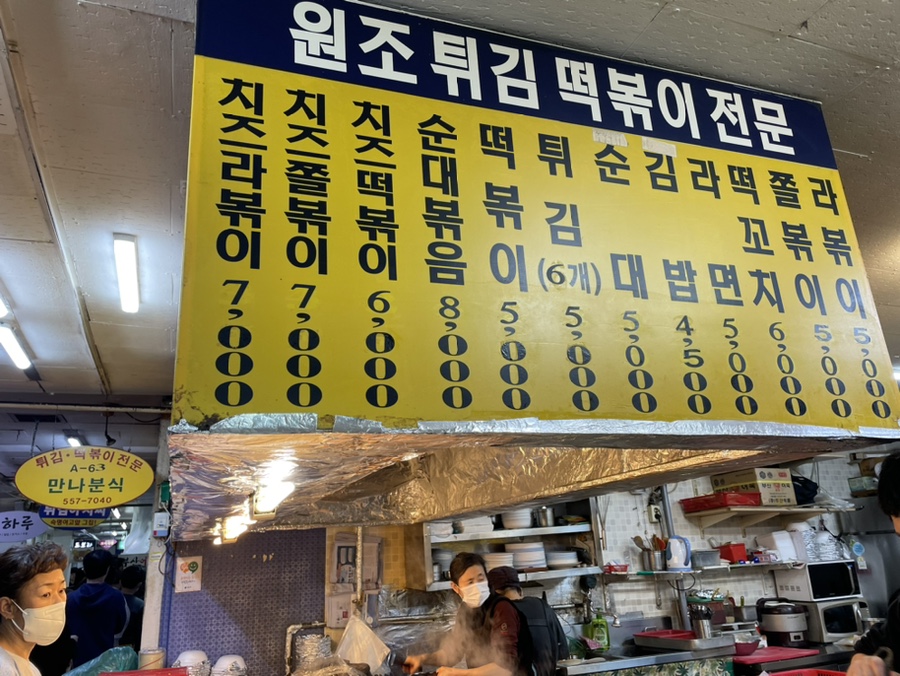 원조튀김 떡볶이전문
치즈라볶이 7,000
치즈쫄볶이 7,000
치즈떡볶이 6,000
순대볶음 8,000
떡볶이 5,000
튀김(6개) 5,000
순대 5,000
김밥 4,500
라면 5,000
떡꼬치 6,000
쫄볶이 5,000
라볶이 5,000
튀김·떡볶이전문
A-63
만나분식
557-7040
하루